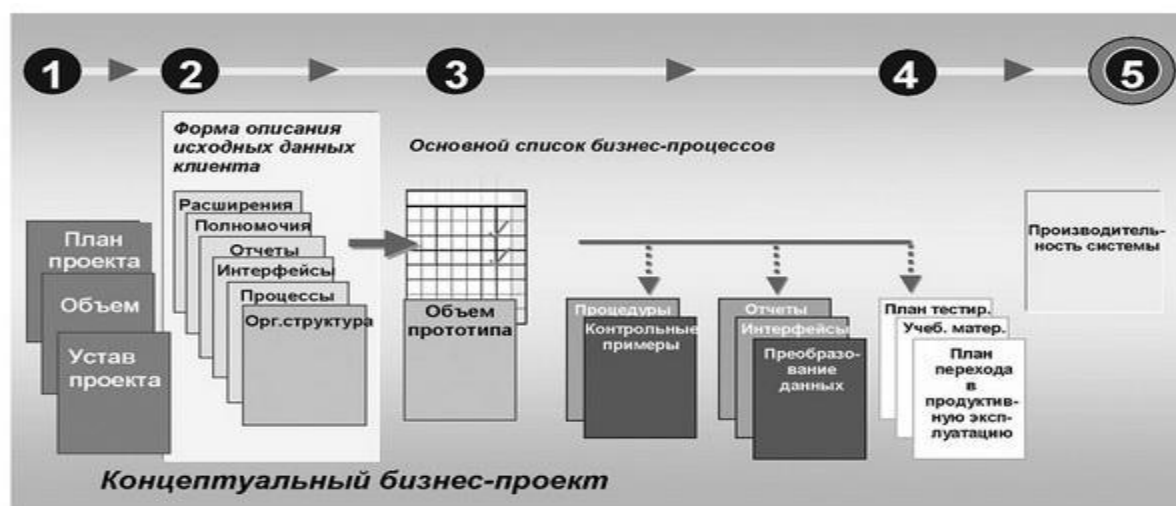 1
2
3
4
5
Форма описания
исходных данных
клиента
Основной список бизнес-процессов
План
проекта
Объем
Устав
проекта
Расширения
Полномочия
Отчеты
Интерфейсы
Процессы
Орг.структура
Объем
прототипа
Процедуры
Контрольные
примеры
Отчеты
Интерфейсы
Преобразо-
вание
данных
План тестир.
Учеб. матер.
План
перехода
в
продуктив-
ную эксп-
луатацию
Производитель-
ность системы
Концептуальный бизнес-проект